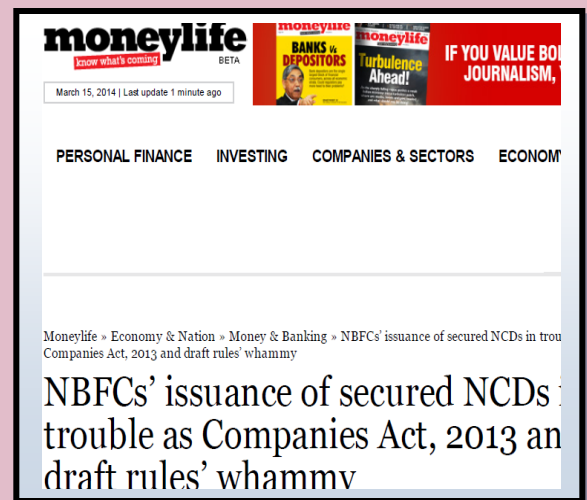 moneylife
know what's coming
BETA
March 15, 2014 | Last update 1 minute ago
moneylife
BANKS Vs
DEPOSITORS
moneylife
Turbulence
Ahead!
IF YOU VALUE BOL
JOURNALISM,
PERSONAL FINANCE INVESTING COMPANIES & SECTORS ECONOM
Moneylife » Economy & Nation » Money & Banking » NBFCs' issuance of secured NCDs in trou
Companies Act, 2013 and draft rules' whammy
NBFCs' issuance of secured NCDs i
trouble as Companies Act, 2013 an
draft rules' whammy